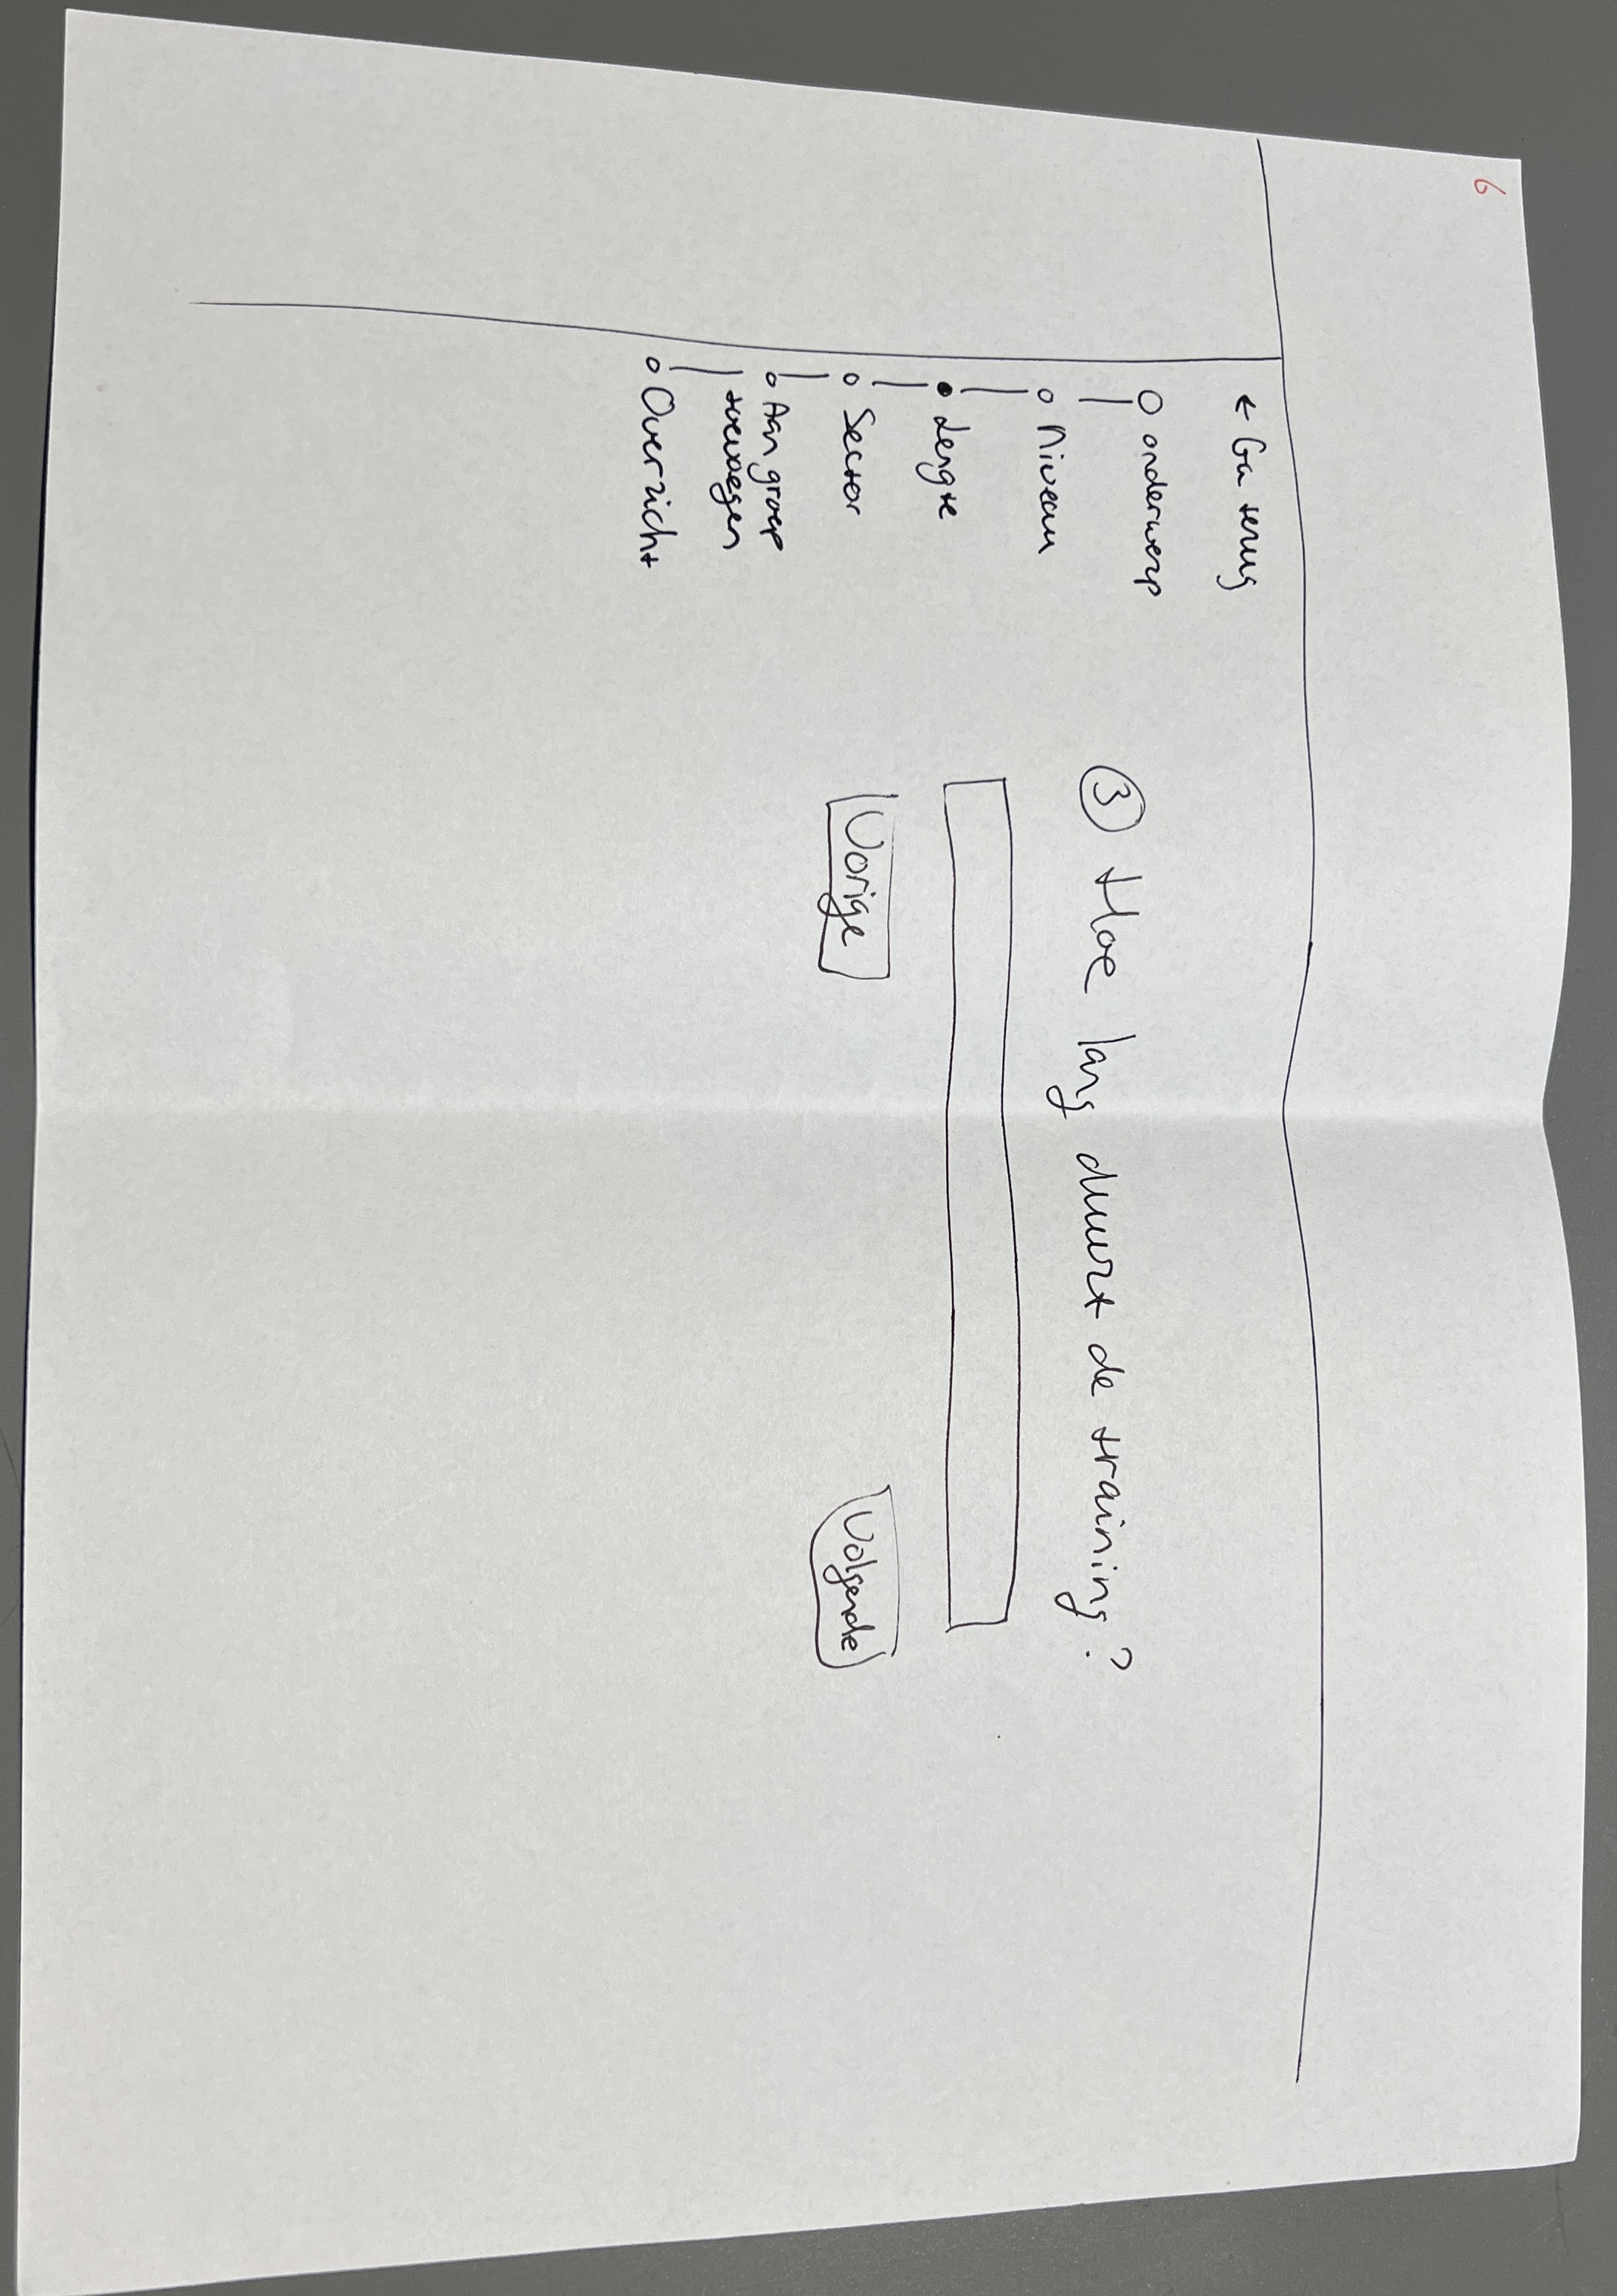 6
← Ga terug
onderwerp
Niveau
Lengte
Sector
Aan groep
toevoegen
Overzicht
③ Hoe lang duurt de training?
Vorige
Volgende